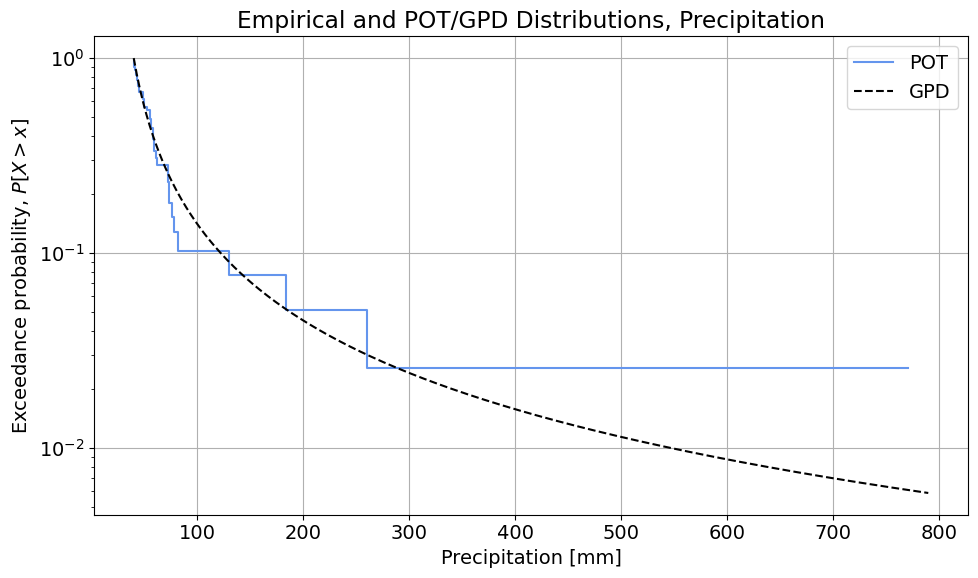 Empirical and POT/GPD Distributions, Precipitation
POT
GPD
Exceedance probability, P[X > x]
10⁰
10⁻¹
10⁻²
100 200 300 400 500 600 700 800
Precipitation [mm]